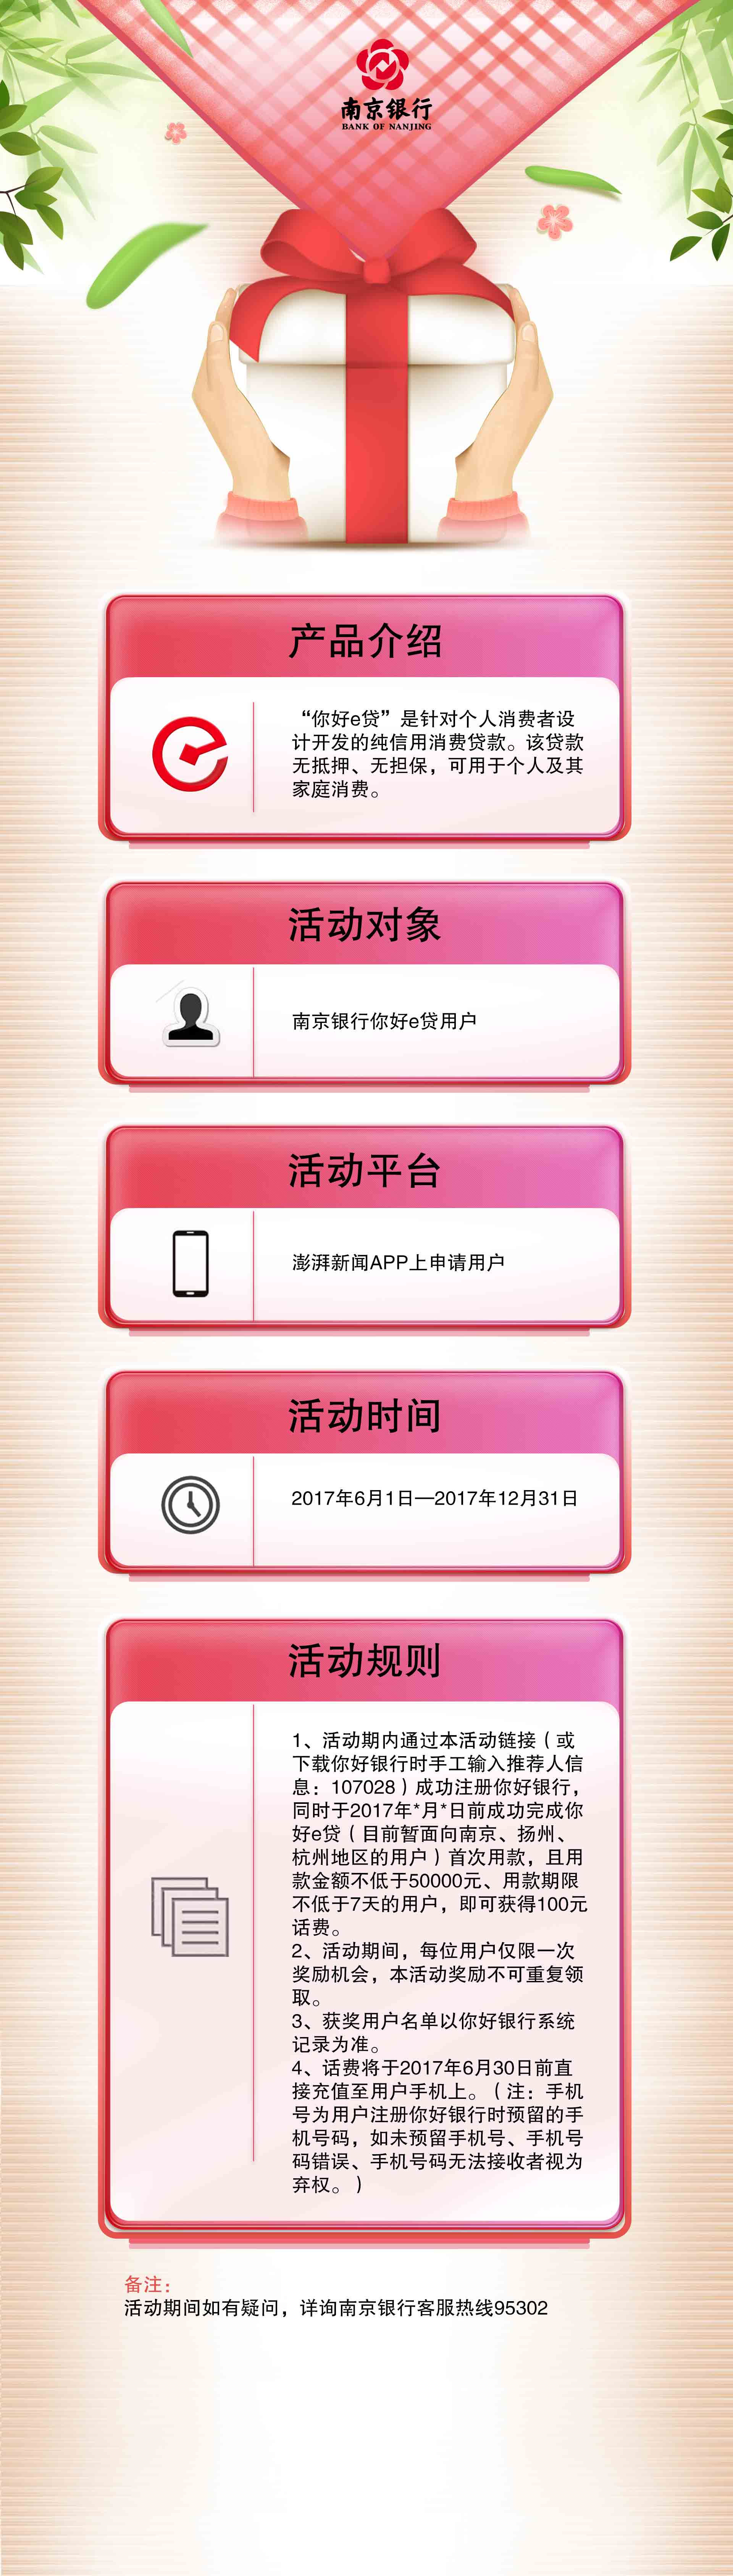 南京银行
BANK OF NANJING
产品介绍
“你好e贷”是针对个人消费者设
计开发的纯信用消费贷款。该贷款
无抵押、无担保，可用于个人及其
家庭消费。
活动对象
南京银行你好e贷用户
活动平台
澎湃新闻APP上申请用户
活动时间
2017年6月1日—2017年12月31日
活动规则
1、活动期内通过本活动链接（或
下载你好银行时手工输入推荐人信
息：107028）成功注册你好银行，
同时于2017年*月*日前成功完成你
好e贷（目前暂面向南京、扬州、
杭州地区的用户）首次用款，且用
款金额不低于50000元、用款期限
不低于7天的用户，即可获得100元
话费。
2、活动期间，每位用户仅限一次
奖励机会，本活动奖励不可重复领
取。
3、获奖用户名单以你好银行系统
记录为准。
4、话费将于2017年6月30日前直
接充值至用户手机上。（注：手机
号为用户注册你好银行时预留的手
机号码，如未预留手机号、手机号
码错误、手机号码无法接收者视为
弃权。）
备注：
活动期间如有疑问，详询南京银行客服热线95302